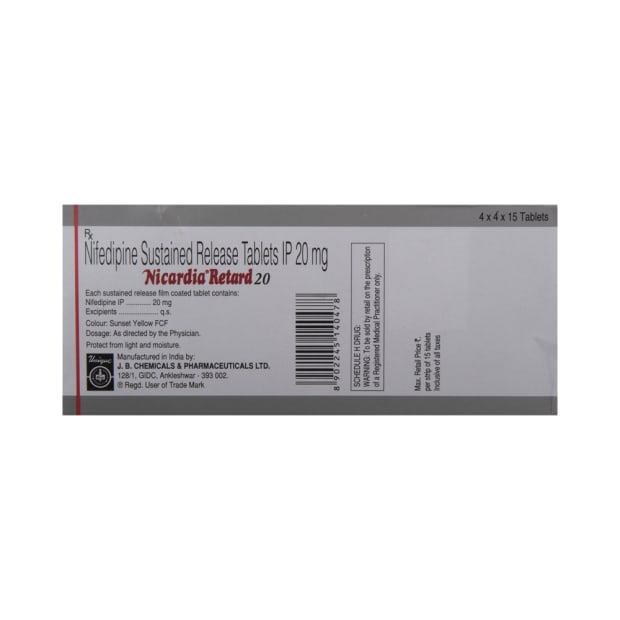 4 x 4 x 15 Tablets
Rx
Nifedipine Sustained Release Tablets IP 20 mg
Nicardia® Retard 20
Each sustained release film coated tablet contains:
Nifedipine IP ............ 20 mg
Excipients .................. q.s.
Colour: Sunset Yellow FCF
Dosage: As directed by the Physician.
Protect from light and moisture.
Unique
Manufactured in India by:
J. B. CHEMICALS & PHARMACEUTICALS LTD.
128/1, GIDC, Ankleshwar - 393 002.
® Regd. User of Trade Mark
8 902245 140478
SCHEDULE H DRUG:
WARNING: To be sold by retail on the prescription
of a Registered Medical Practitioner only.
Max. Retail Price ₹.
per strip of 15 tablets
Inclusive of all taxes